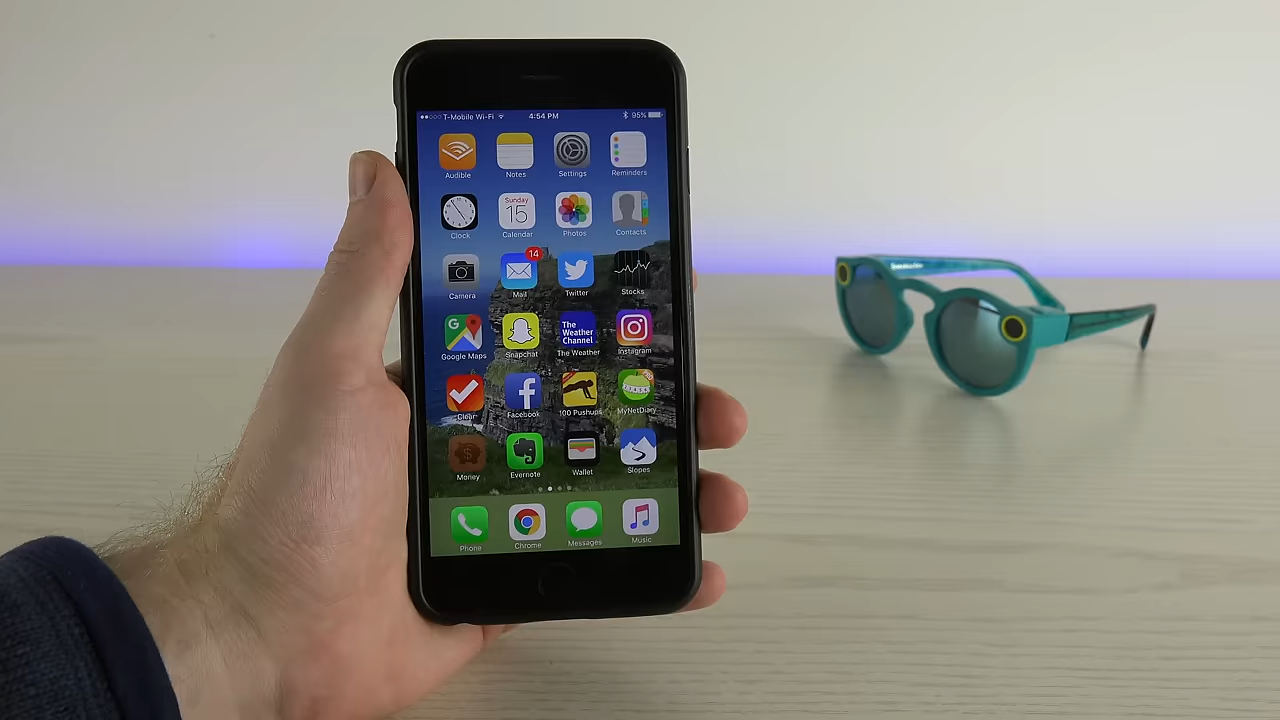 T-Mobile Wi-Fi 4:54 PM 95%
Audible Notes Settings Reminders
Sunday
15
Clock Calendar Photos Contacts
14
Camera Mail Twitter Stocks
G
The
Weather
Channel
Google Maps Snapchat The Weather Instagram
f
Clear Facebook 100 Pushups MyNetDiary
$
Money Evernote Wallet Slopes
Phone Chrome Messages Music